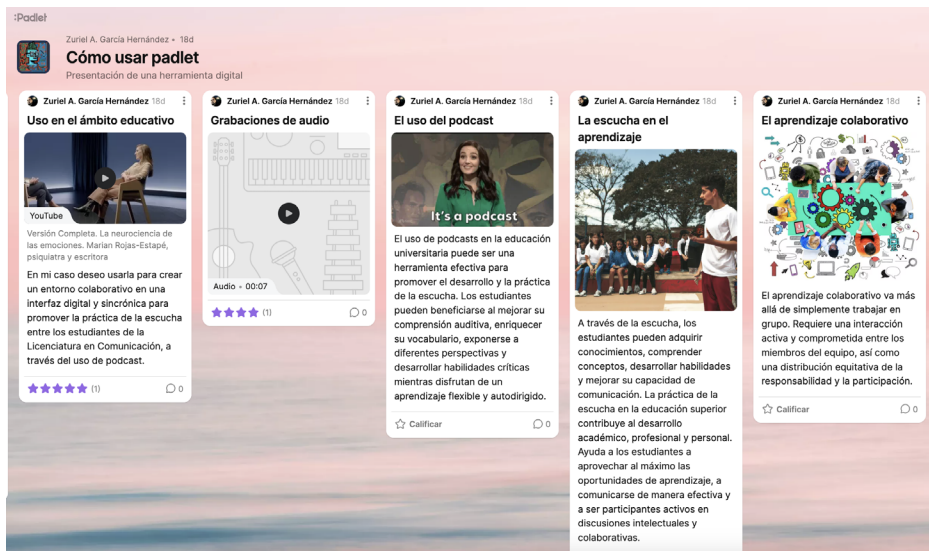 :Padlet
Zuriel A. García Hernández • 18d
Cómo usar padlet
Presentación de una herramienta digital
Zuriel A. García Hernández 18d
Uso en el ámbito educativo
YouTube
Versión Completa. La neurociencia de
las emociones. Marian Rojas-Estapé,
psiquiatra y escritora
En mi caso deseo usarla para crear
un entorno colaborativo en una
interfaz digital y sincrónica para
promover la práctica de la escucha
entre los estudiantes de la
Licenciatura en Comunicación, a
través del uso de podcast.
(1)
0
Zuriel A. García Hernández 18d
Grabaciones de audio
Audio • 00:07
(1)
0
Zuriel A. García Hernández 18d
El uso del podcast
It's a podcast
El uso de podcasts en la educación
universitaria puede ser una
herramienta efectiva para
promover el desarrollo y la práctica
de la escucha. Los estudiantes
pueden beneficiarse al mejorar su
comprensión auditiva, enriquecer
su vocabulario, exponerse a
diferentes perspectivas y
desarrollar habilidades críticas
mientras disfrutan de un
aprendizaje flexible y autodirigido.
Calificar
0
Zuriel A. García Hernández 18d
La escucha en el
aprendizaje
A través de la escucha, los
estudiantes pueden adquirir
conocimientos, comprender
conceptos, desarrollar habilidades
y mejorar su capacidad de
comunicación. La práctica de la
escucha en la educación superior
contribuye al desarrollo
académico, profesional y personal.
Ayuda a los estudiantes a
aprovechar al máximo las
oportunidades de aprendizaje, a
comunicarse de manera efectiva y
a ser participantes activos en
discusiones intelectuales y
colaborativas.
Zuriel A. García Hernández 18d
El aprendizaje colaborativo
El aprendizaje colaborativo va más
allá de simplemente trabajar en
grupo. Requiere una interacción
activa y comprometida entre los
miembros del equipo, así como
una distribución equitativa de la
responsabilidad y la participación.
Calificar
0